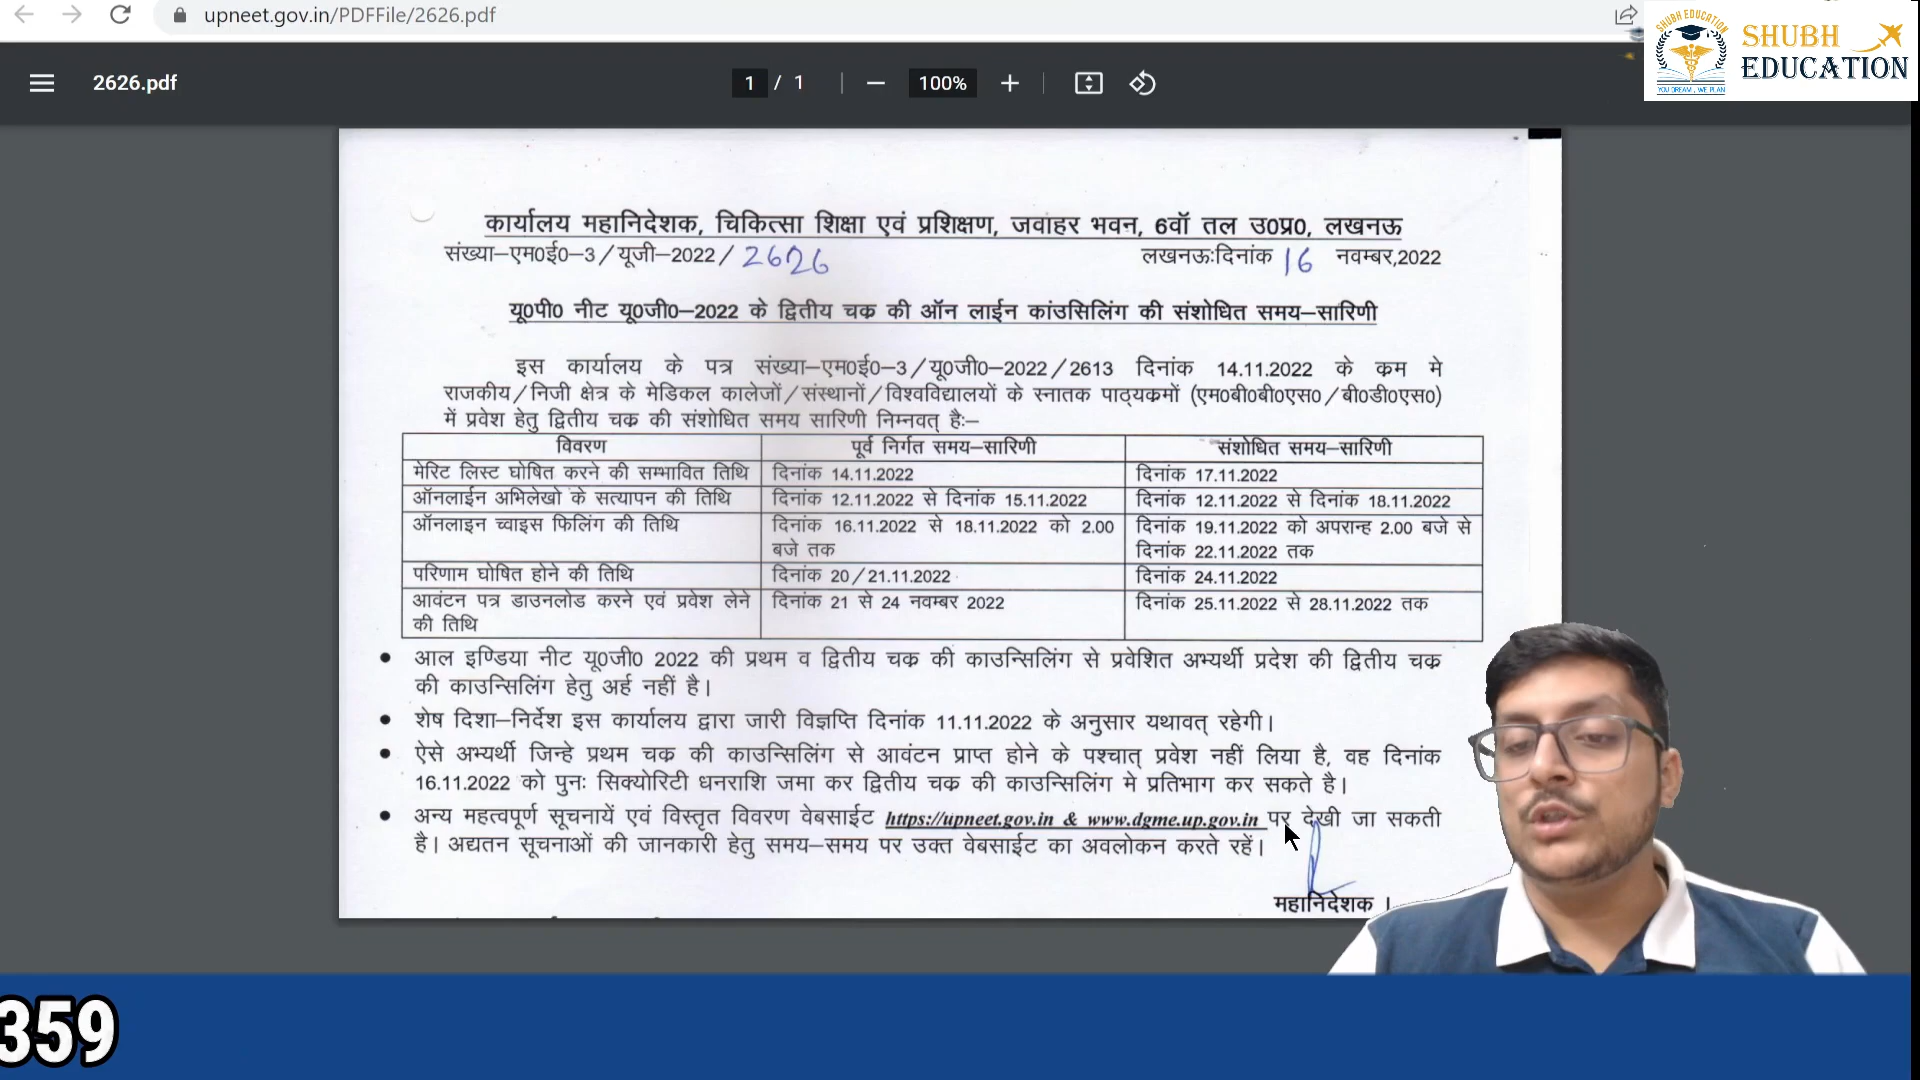 upneet.gov.in/PDFFile/2626.pdf
SHUBH EDUCATION
YOU DREAM, WE PLAN
SHUBH
EDUCATION
2626.pdf
1 / 1
100%
कार्यालय महानिदेशक, चिकित्सा शिक्षा एवं प्रशिक्षण, जवाहर भवन, 6वॉ तल उ0प्र0, लखनऊ
संख्या–एम0ई0–3/यूजी–2022/ 2626 लखनऊःदिनांक 16 नवम्बर,2022
यू0पी0 नीट यू0जी0–2022 के द्वितीय चक्र की ऑन लाईन कांउसिलिंग की संशोधित समय–सारिणी
इस कार्यालय के पत्र संख्या–एम0ई0–3/यू0जी0–2022/2613 दिनांक 14.11.2022 के क्रम मे
राजकीय/निजी क्षेत्र के मेडिकल कालेजों/संस्थानों/विश्वविद्यालयों के स्नातक पाठ्यक्रमों (एम0बी0बी0एस0/बी0डी0एस0)
में प्रवेश हेतु द्वितीय चक्र की संशोधित समय सारिणी निम्नवत् हैः–
विवरण पूर्व निर्गत समय–सारिणी संशोधित समय–सारिणी
मेरिट लिस्ट घोषित करने की सम्भावित तिथि दिनांक 14.11.2022 दिनांक 17.11.2022
ऑनलाईन अभिलेखो के सत्यापन की तिथि दिनांक 12.11.2022 से दिनांक 15.11.2022 दिनांक 12.11.2022 से दिनांक 18.11.2022
ऑनलाइन च्वाइस फिलिंग की तिथि दिनांक 16.11.2022 से 18.11.2022 को 2.00 दिनांक 19.11.2022 को अपरान्ह 2.00 बजे से
बजे तक दिनांक 22.11.2022 तक
परिणाम घोषित होने की तिथि दिनांक 20/21.11.2022 दिनांक 24.11.2022
आवंटन पत्र डाउनलोड करने एवं प्रवेश लेने दिनांक 21 से 24 नवम्बर 2022 दिनांक 25.11.2022 से 28.11.2022 तक
की तिथि
• आल इण्डिया नीट यू0जी0 2022 की प्रथम व द्वितीय चक्र की काउन्सिलिंग से प्रवेशित अभ्यर्थी प्रदेश की द्वितीय चक्र
की काउन्सिलिंग हेतु अर्ह नहीं है।
• शेष दिशा–निर्देश इस कार्यालय द्वारा जारी विज्ञप्ति दिनांक 11.11.2022 के अनुसार यथावत् रहेगी।
• ऐसे अभ्यर्थी जिन्हे प्रथम चक्र की काउन्सिलिंग से आवंटन प्राप्त होने के पश्चात् प्रवेश नहीं लिया है, वह दिनांक
16.11.2022 को पुनः सिक्योरिटी धनराशि जमा कर द्वितीय चक्र की काउन्सिलिंग मे प्रतिभाग कर सकते है।
• अन्य महत्वपूर्ण सूचनायें एवं विस्तृत विवरण वेबसाईट https://upneet.gov.in & www.dgme.up.gov.in पर देखी जा सकती
है। अद्यतन सूचनाओं की जानकारी हेतु समय–समय पर उक्त वेबसाईट का अवलोकन करते रहें।
महानिदेशक ।
359